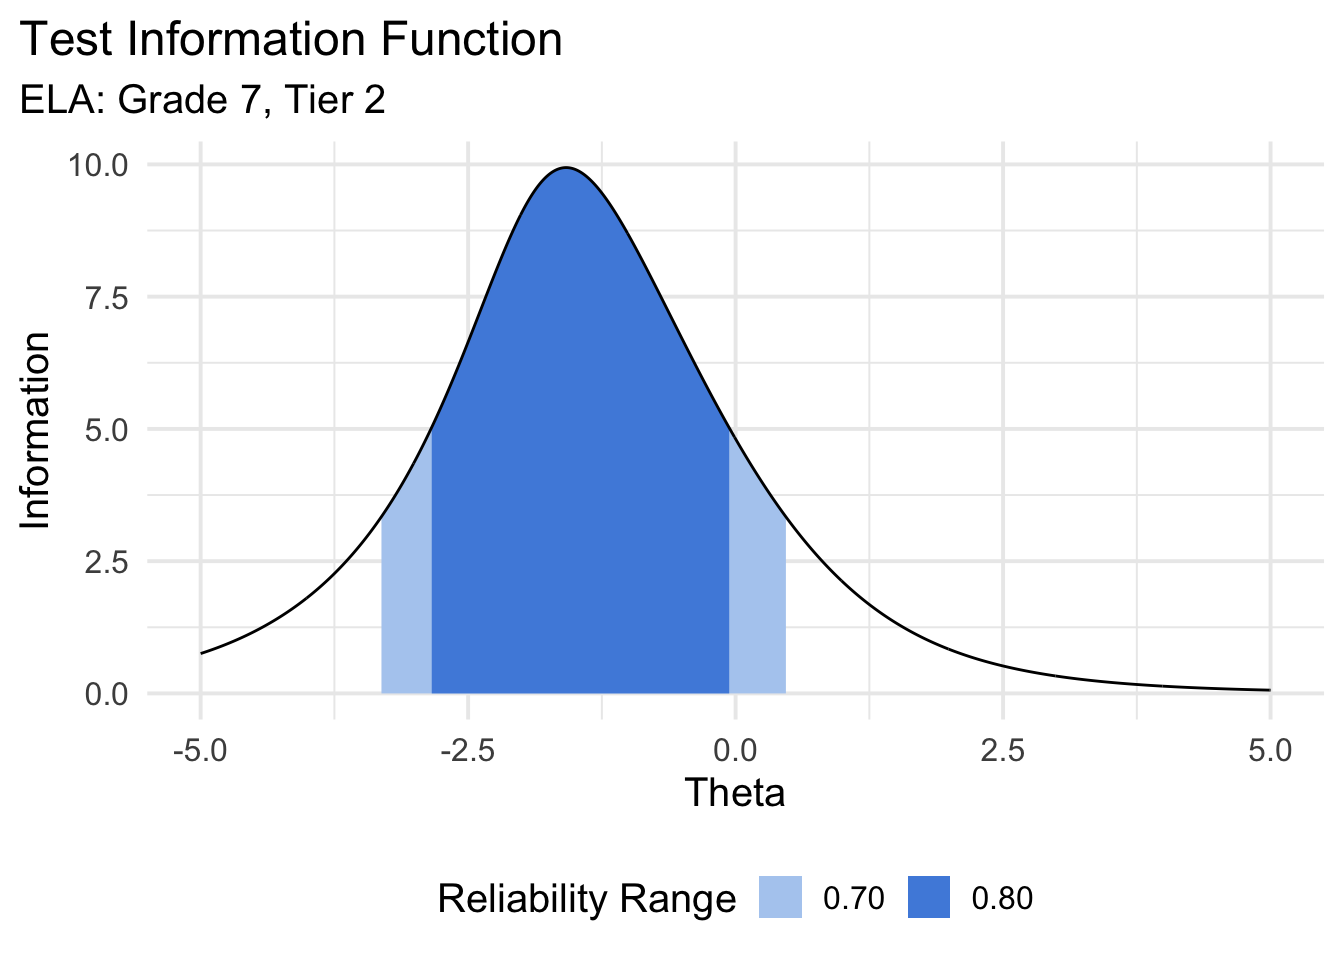 Test Information Function
ELA: Grade 7, Tier 2
Information
10.0
7.5
5.0
2.5
0.0
-5.0 -2.5 0.0 2.5 5.0
Theta
Reliability Range 0.70 0.80